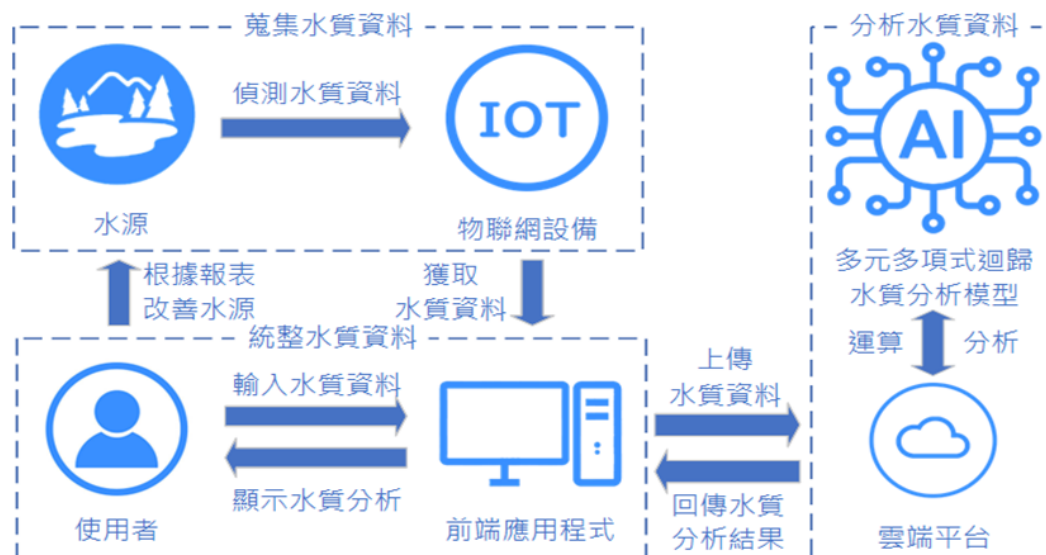 蒐集水質資料
偵測水質資料
IOT
水源
物聯網設備
根據報表
改善水源
獲取
水質資料
統整水質資料
輸入水質資料
顯示水質分析
使用者
前端應用程式
上傳
水質資料
回傳水質
分析結果
分析水質資料
AI
多元多項式迴歸
水質分析模型
運算
分析
雲端平台